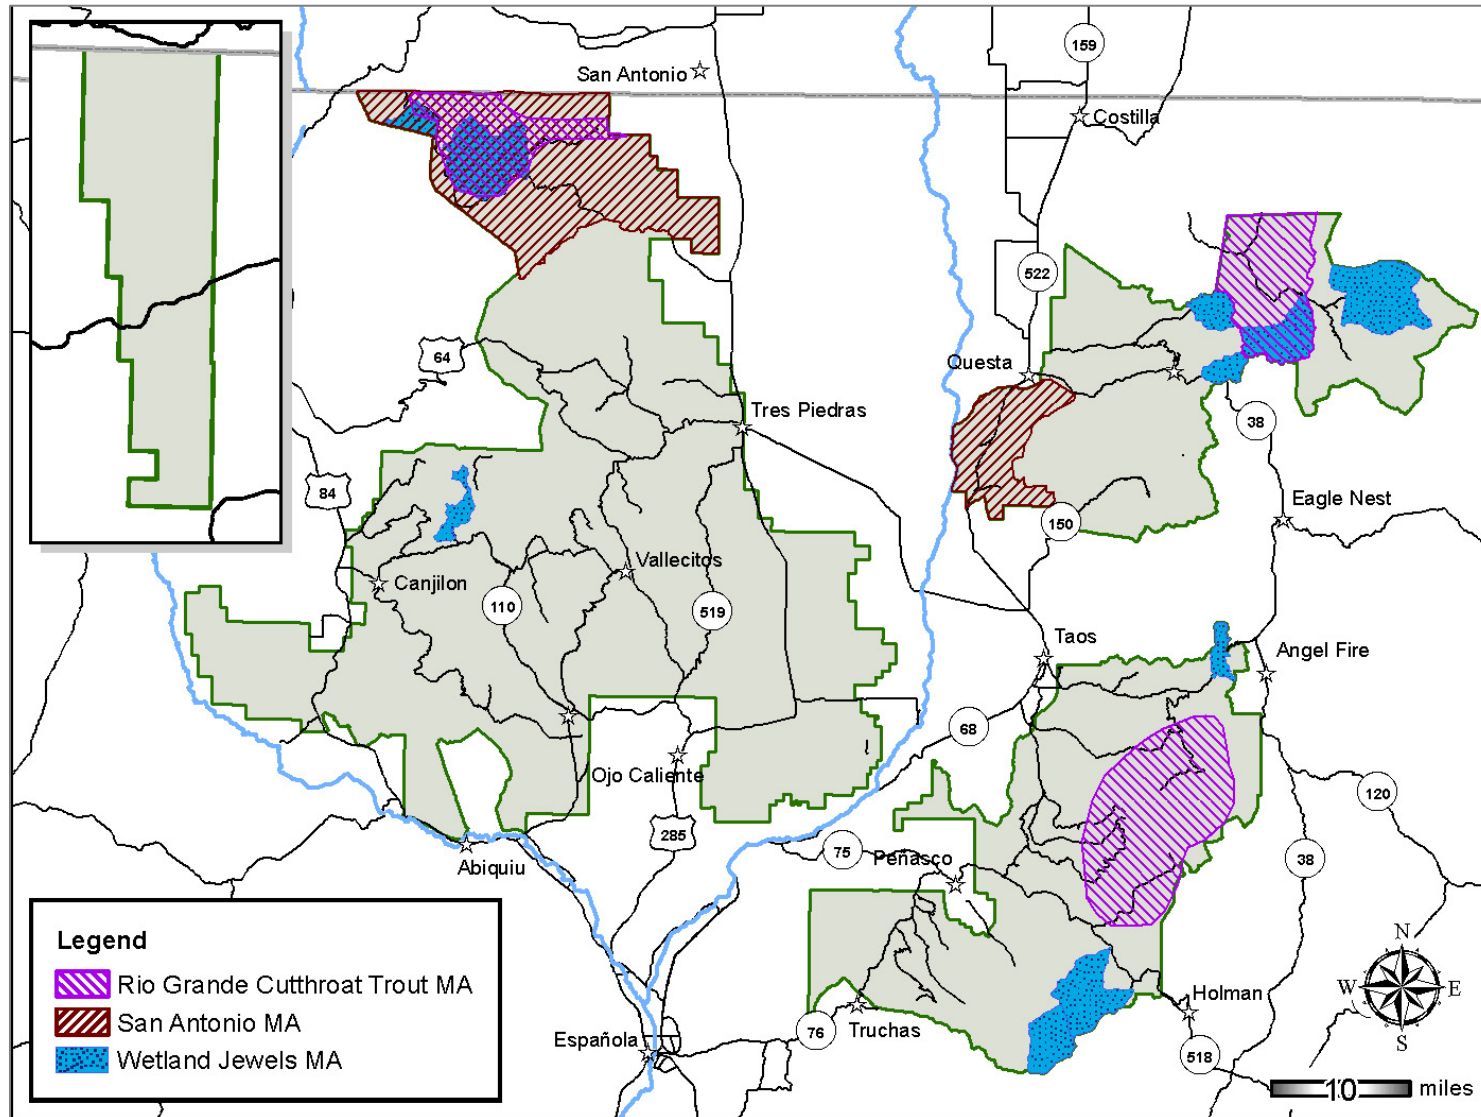 159
San Antonio
Costilla
522
64
Questa
Tres Piedras
38
84
Eagle Nest
150
Vallecitos
Canjilon
110
519
Taos
Angel Fire
68
Ojo Caliente
120
285
75
Peñasco
38
Abiquiu
Legend
Rio Grande Cutthroat Trout MA
San Antonio MA
Wetland Jewels MA
N
W
E
S
Holman
Truchas
76
Española
518
10 miles